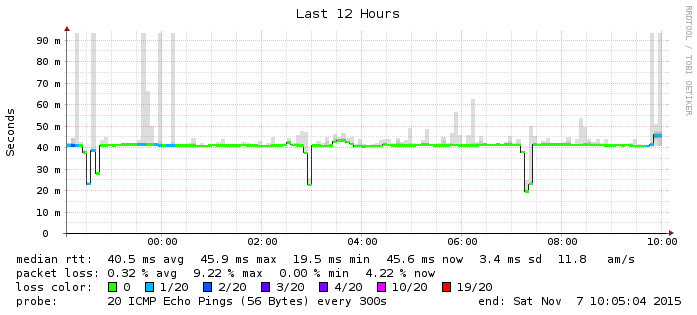 Last 12 Hours
RRDTOOL / TOBI OETIKER
Seconds
90 m
80 m
70 m
60 m
50 m
40 m
30 m
20 m
10 m
0
00:00 02:00 04:00 06:00 08:00 10:00
median rtt: 40.5 ms avg 45.9 ms max 19.5 ms min 45.6 ms now 3.4 ms sd 11.8 am/s
packet loss: 0.32 % avg 9.22 % max 0.00 % min 4.22 % now
loss color: 0 1/20 2/20 3/20 4/20 10/20 19/20
probe: 20 ICMP Echo Pings (56 Bytes) every 300s end: Sat Nov 7 10:05:04 2015